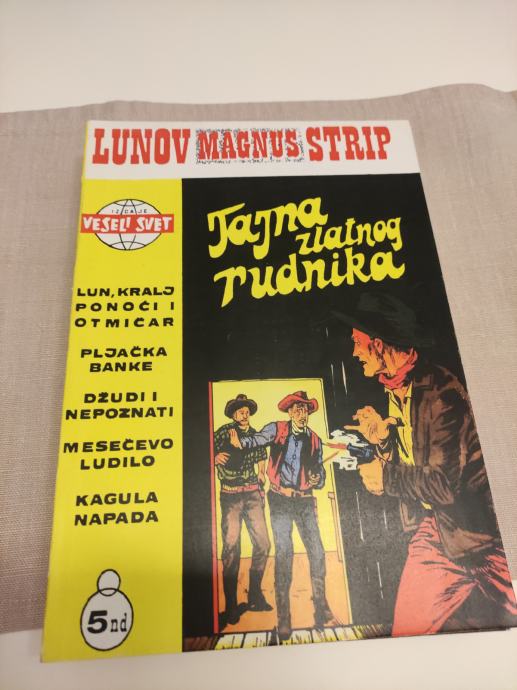 LUNOV MAGNUS STRIP
IZDAJE
VESELI SVET
Tajna
zlatnog
rudnika
LUN, KRALJ
PONOĆI I
OTMIČAR
PLJAČKA
BANKE
DŽUDI I
NEPOZNATI
MESEČEVO
LUDILO
KAGULA
NAPADA
5nd